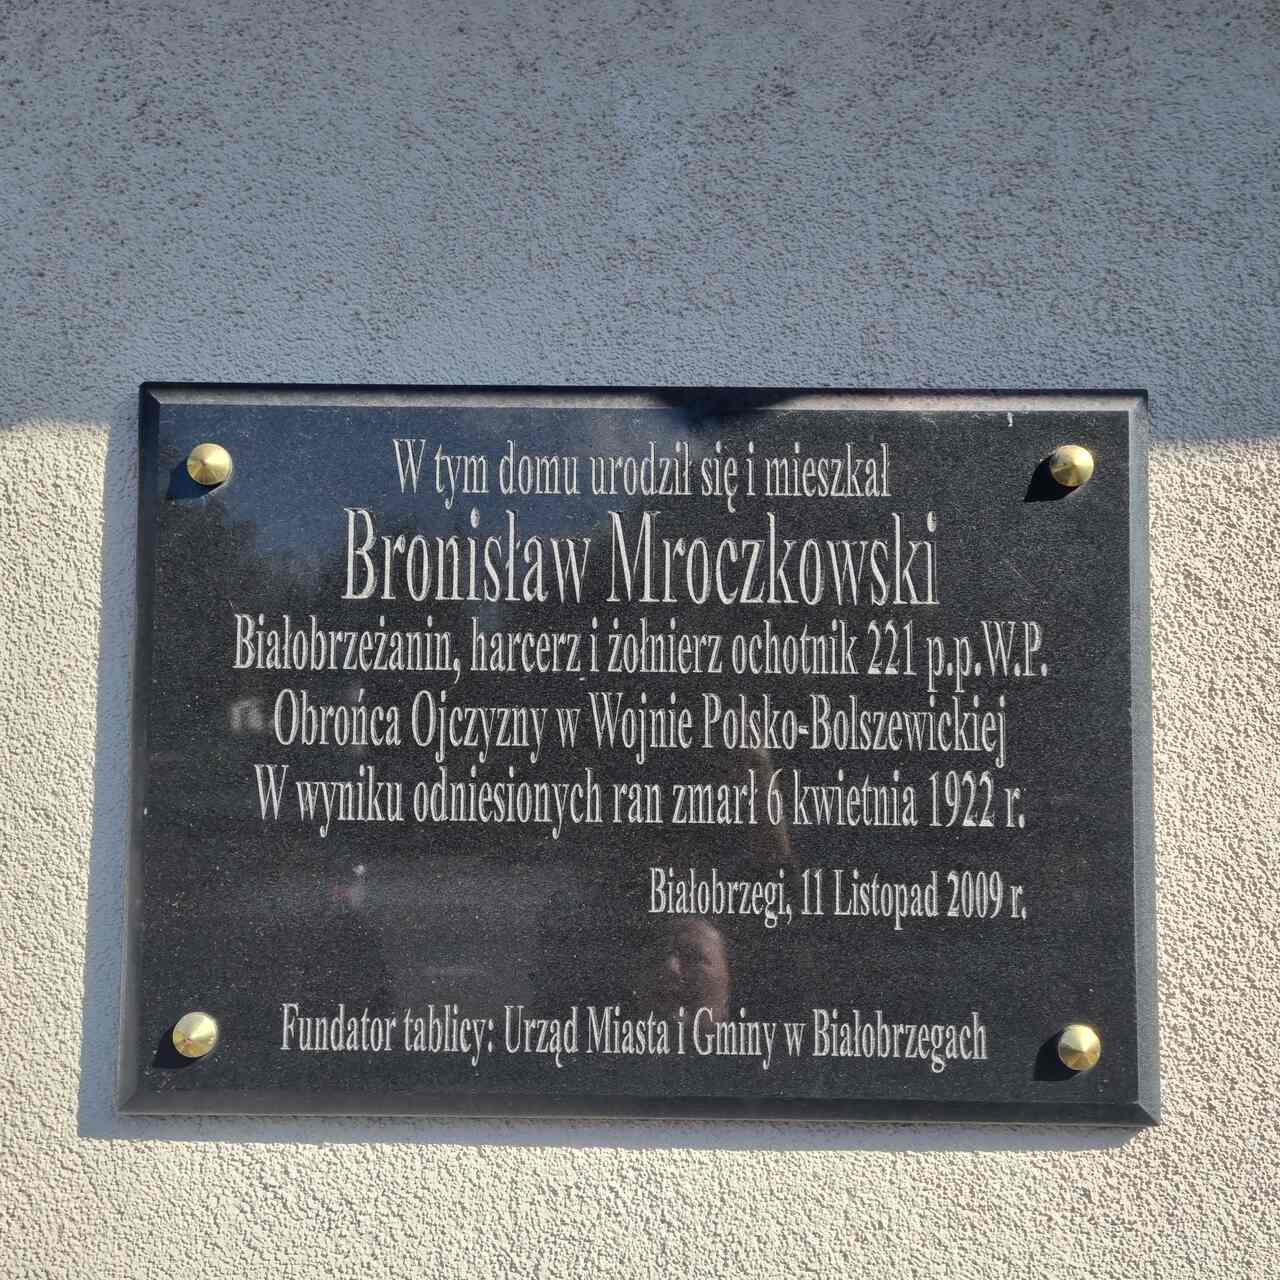 W tym domu urodził się i mieszkał
Bronisław Mroczkowski
Białobrzeżanin, harcerz i żołnierz ochotnik 221 p.p.W.P.
Obrońca Ojczyzny w Wojnie Polsko-Bolszewickiej
W wyniku odniesionych ran zmarł 6 kwietnia 1922 r.
Białobrzegi, 11 Listopad 2009 r.
Fundator tablicy: Urząd Miasta i Gminy w Białobrzegach